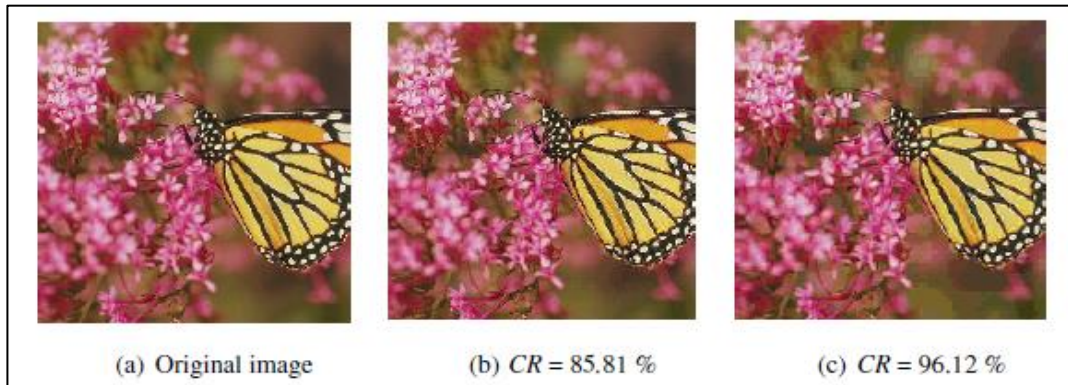 (a) Original image
(b) CR = 85.81 %
(c) CR = 96.12 %